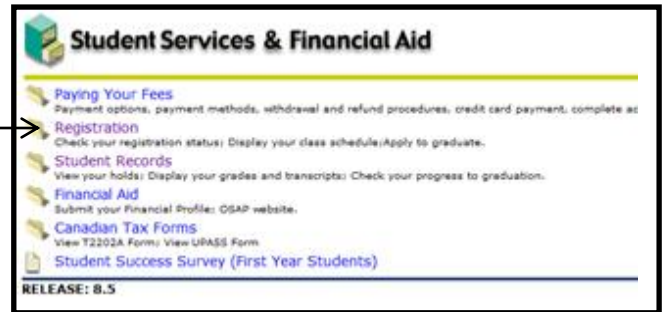 Student Services & Financial Aid
Paying Your Fees
Payment options, payment methods, withdrawal and refund procedures, credit card payment, complete ac
Registration
Check your registration status; Display your class schedule;Apply to graduate.
Student Records
View your holds; Display your grades and transcripts; Check your progress to graduation.
Financial Aid
Submit your Financial Profile; OSAP website.
Canadian Tax Forms
View T2202A Form; View UPASS Form
Student Success Survey (First Year Students)
RELEASE: 8.5